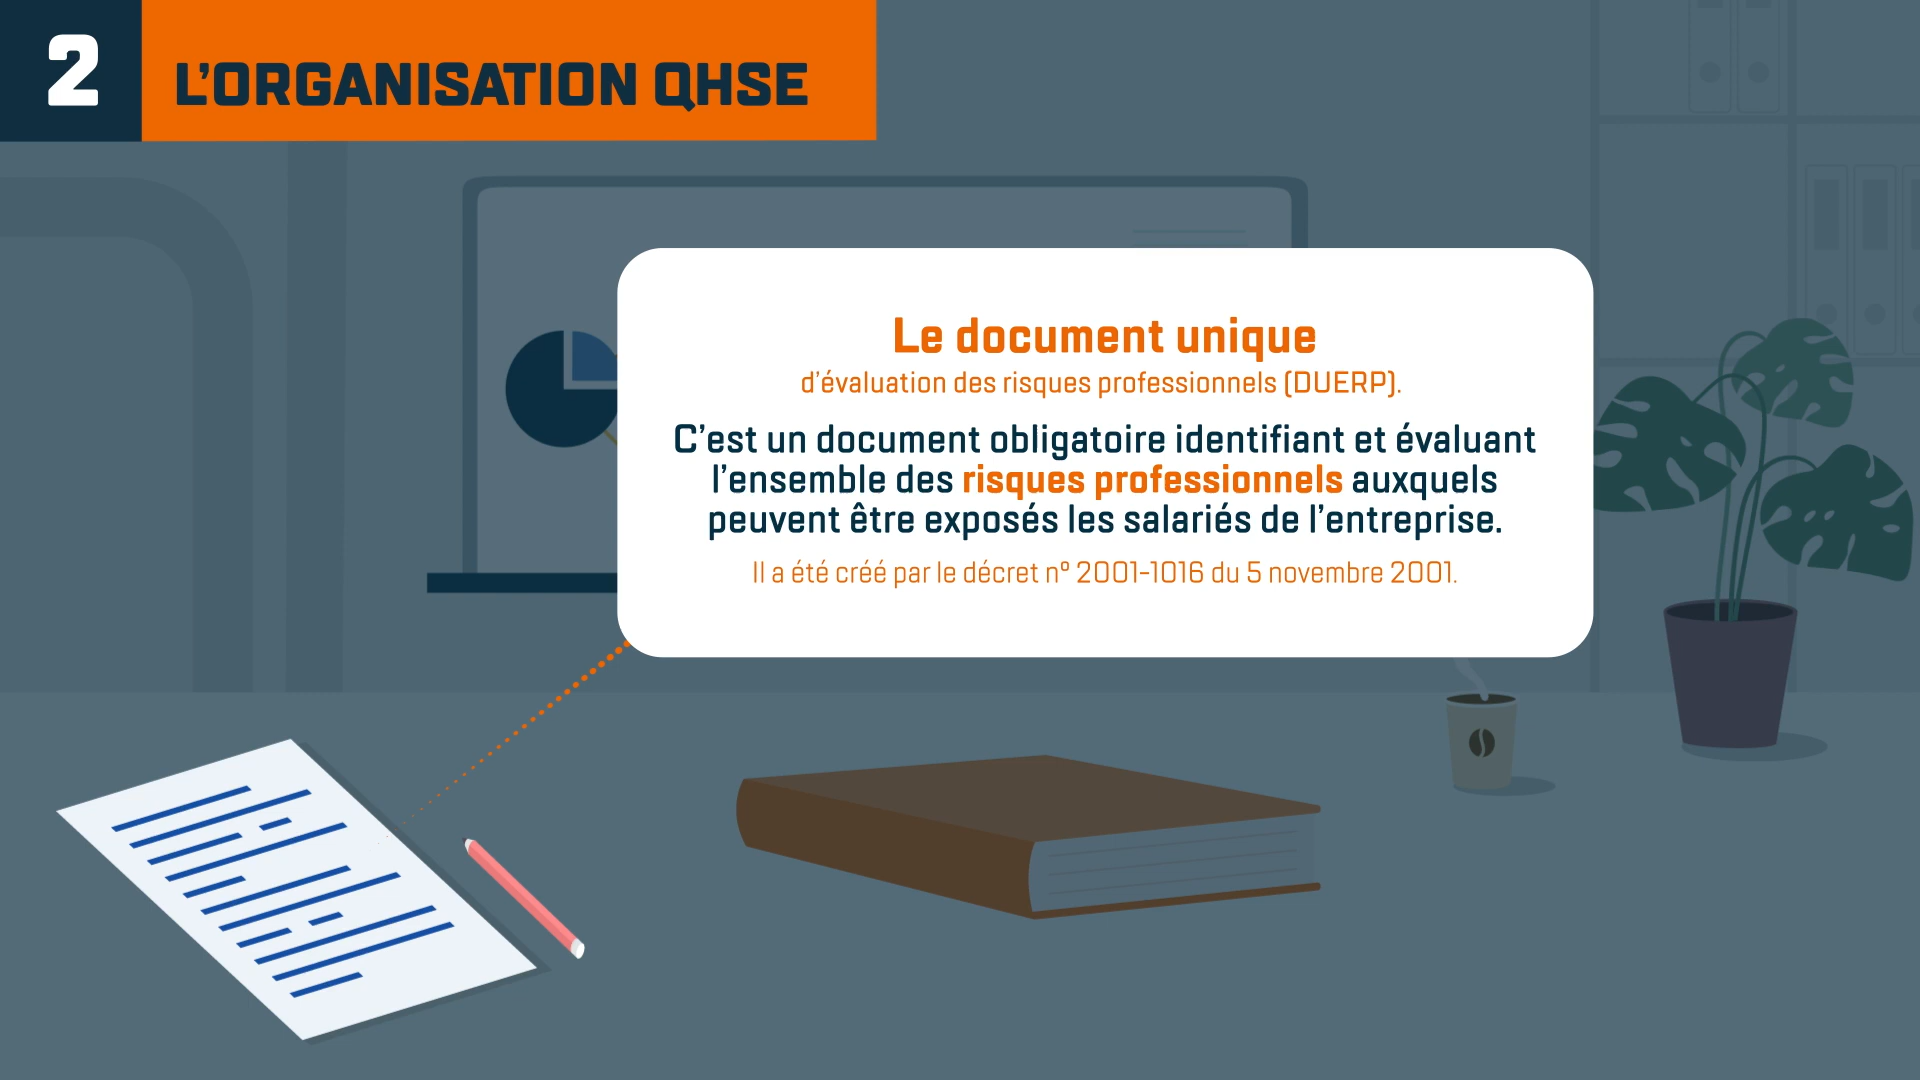 2
L'ORGANISATION QHSE
Le document unique
d'évaluation des risques professionnels (DUERP).
C'est un document obligatoire identifiant et évaluant
l'ensemble des risques professionnels auxquels
peuvent être exposés les salariés de l'entreprise.
Il a été créé par le décret nº 2001-1016 du 5 novembre 2001.